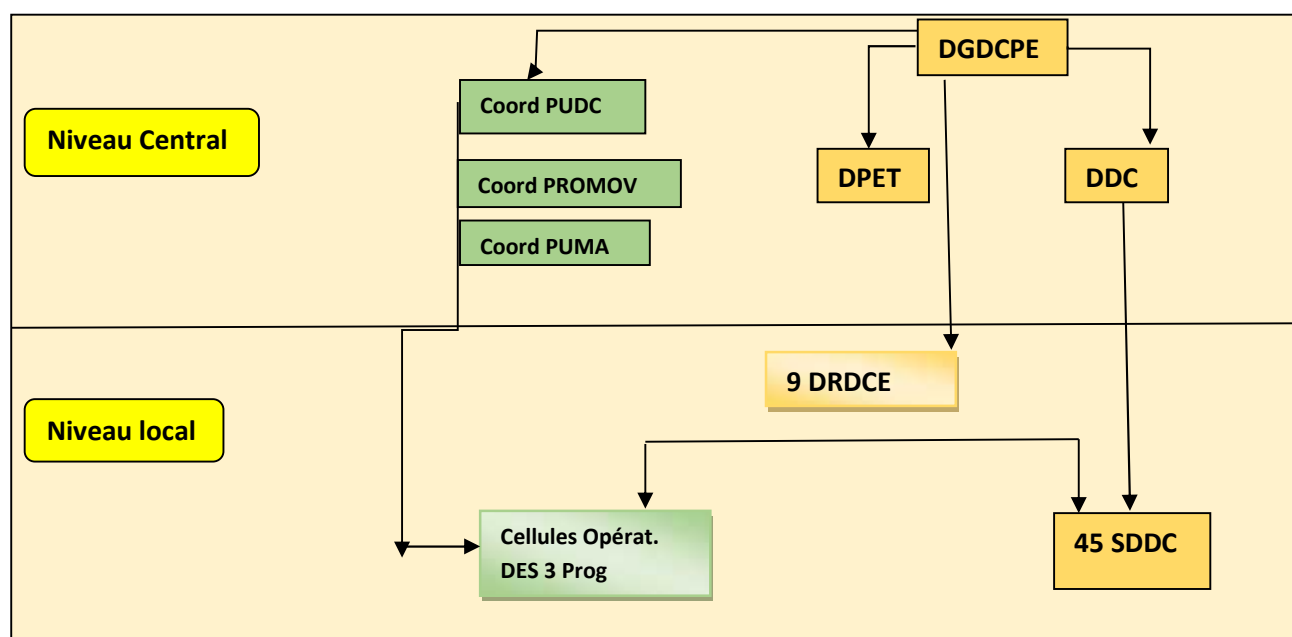 DGDCPE
Coord PUDC
Niveau Central
Coord PROMOV
DPET
DDC
Coord PUMA
9 DRDCE
Niveau local
Cellules Opérat.
DES 3 Prog
45 SDDC